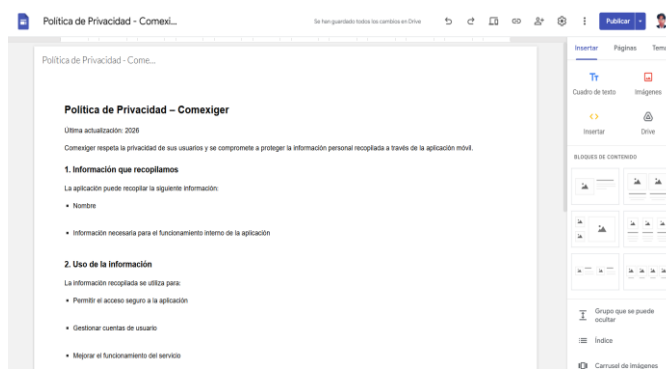 Política de Privacidad - Comexi...
Se han guardado todos los cambios en Drive
Publicar
Política de Privacidad - Come...
Insertar Páginas Tema
Cuadro de texto Imágenes
Insertar Drive
BLOQUES DE CONTENIDO
Política de Privacidad – Comexiger
Última actualización: 2026
Comexiger respeta la privacidad de sus usuarios y se compromete a proteger la información personal recopilada a través de la aplicación móvil.
1. Información que recopilamos
La aplicación puede recopilar la siguiente información:
• Nombre
• Información necesaria para el funcionamiento interno de la aplicación
2. Uso de la información
La información recopilada se utiliza para:
• Permitir el acceso seguro a la aplicación
• Gestionar cuentas de usuario
• Mejorar el funcionamiento del servicio
Grupo que se puede
ocultar
Índice
Carrusel de imágenes